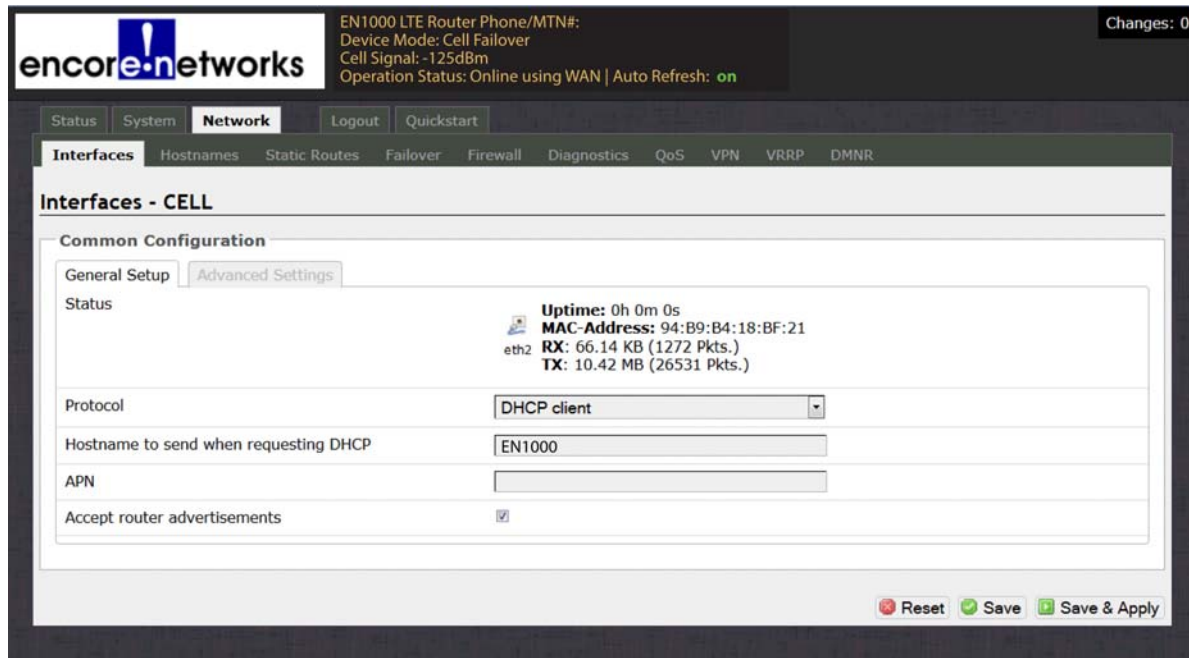 encore!networks
EN1000 LTE Router Phone/MTN#:
Device Mode: Cell Failover
Cell Signal: -125dBm
Operation Status: Online using WAN | Auto Refresh: on
Changes: 0
Status System Network Logout Quickstart
Interfaces Hostnames Static Routes Failover Firewall Diagnostics QoS VPN VRRP DMNR
Interfaces - CELL
Common Configuration
General Setup Advanced Settings
Status
eth2
Uptime: 0h 0m 0s
MAC-Address: 94:B9:B4:18:BF:21
RX: 66.14 KB (1272 Pkts.)
TX: 10.42 MB (26531 Pkts.)
Protocol DHCP client
Hostname to send when requesting DHCP EN1000
APN
Accept router advertisements
Reset Save Save & Apply